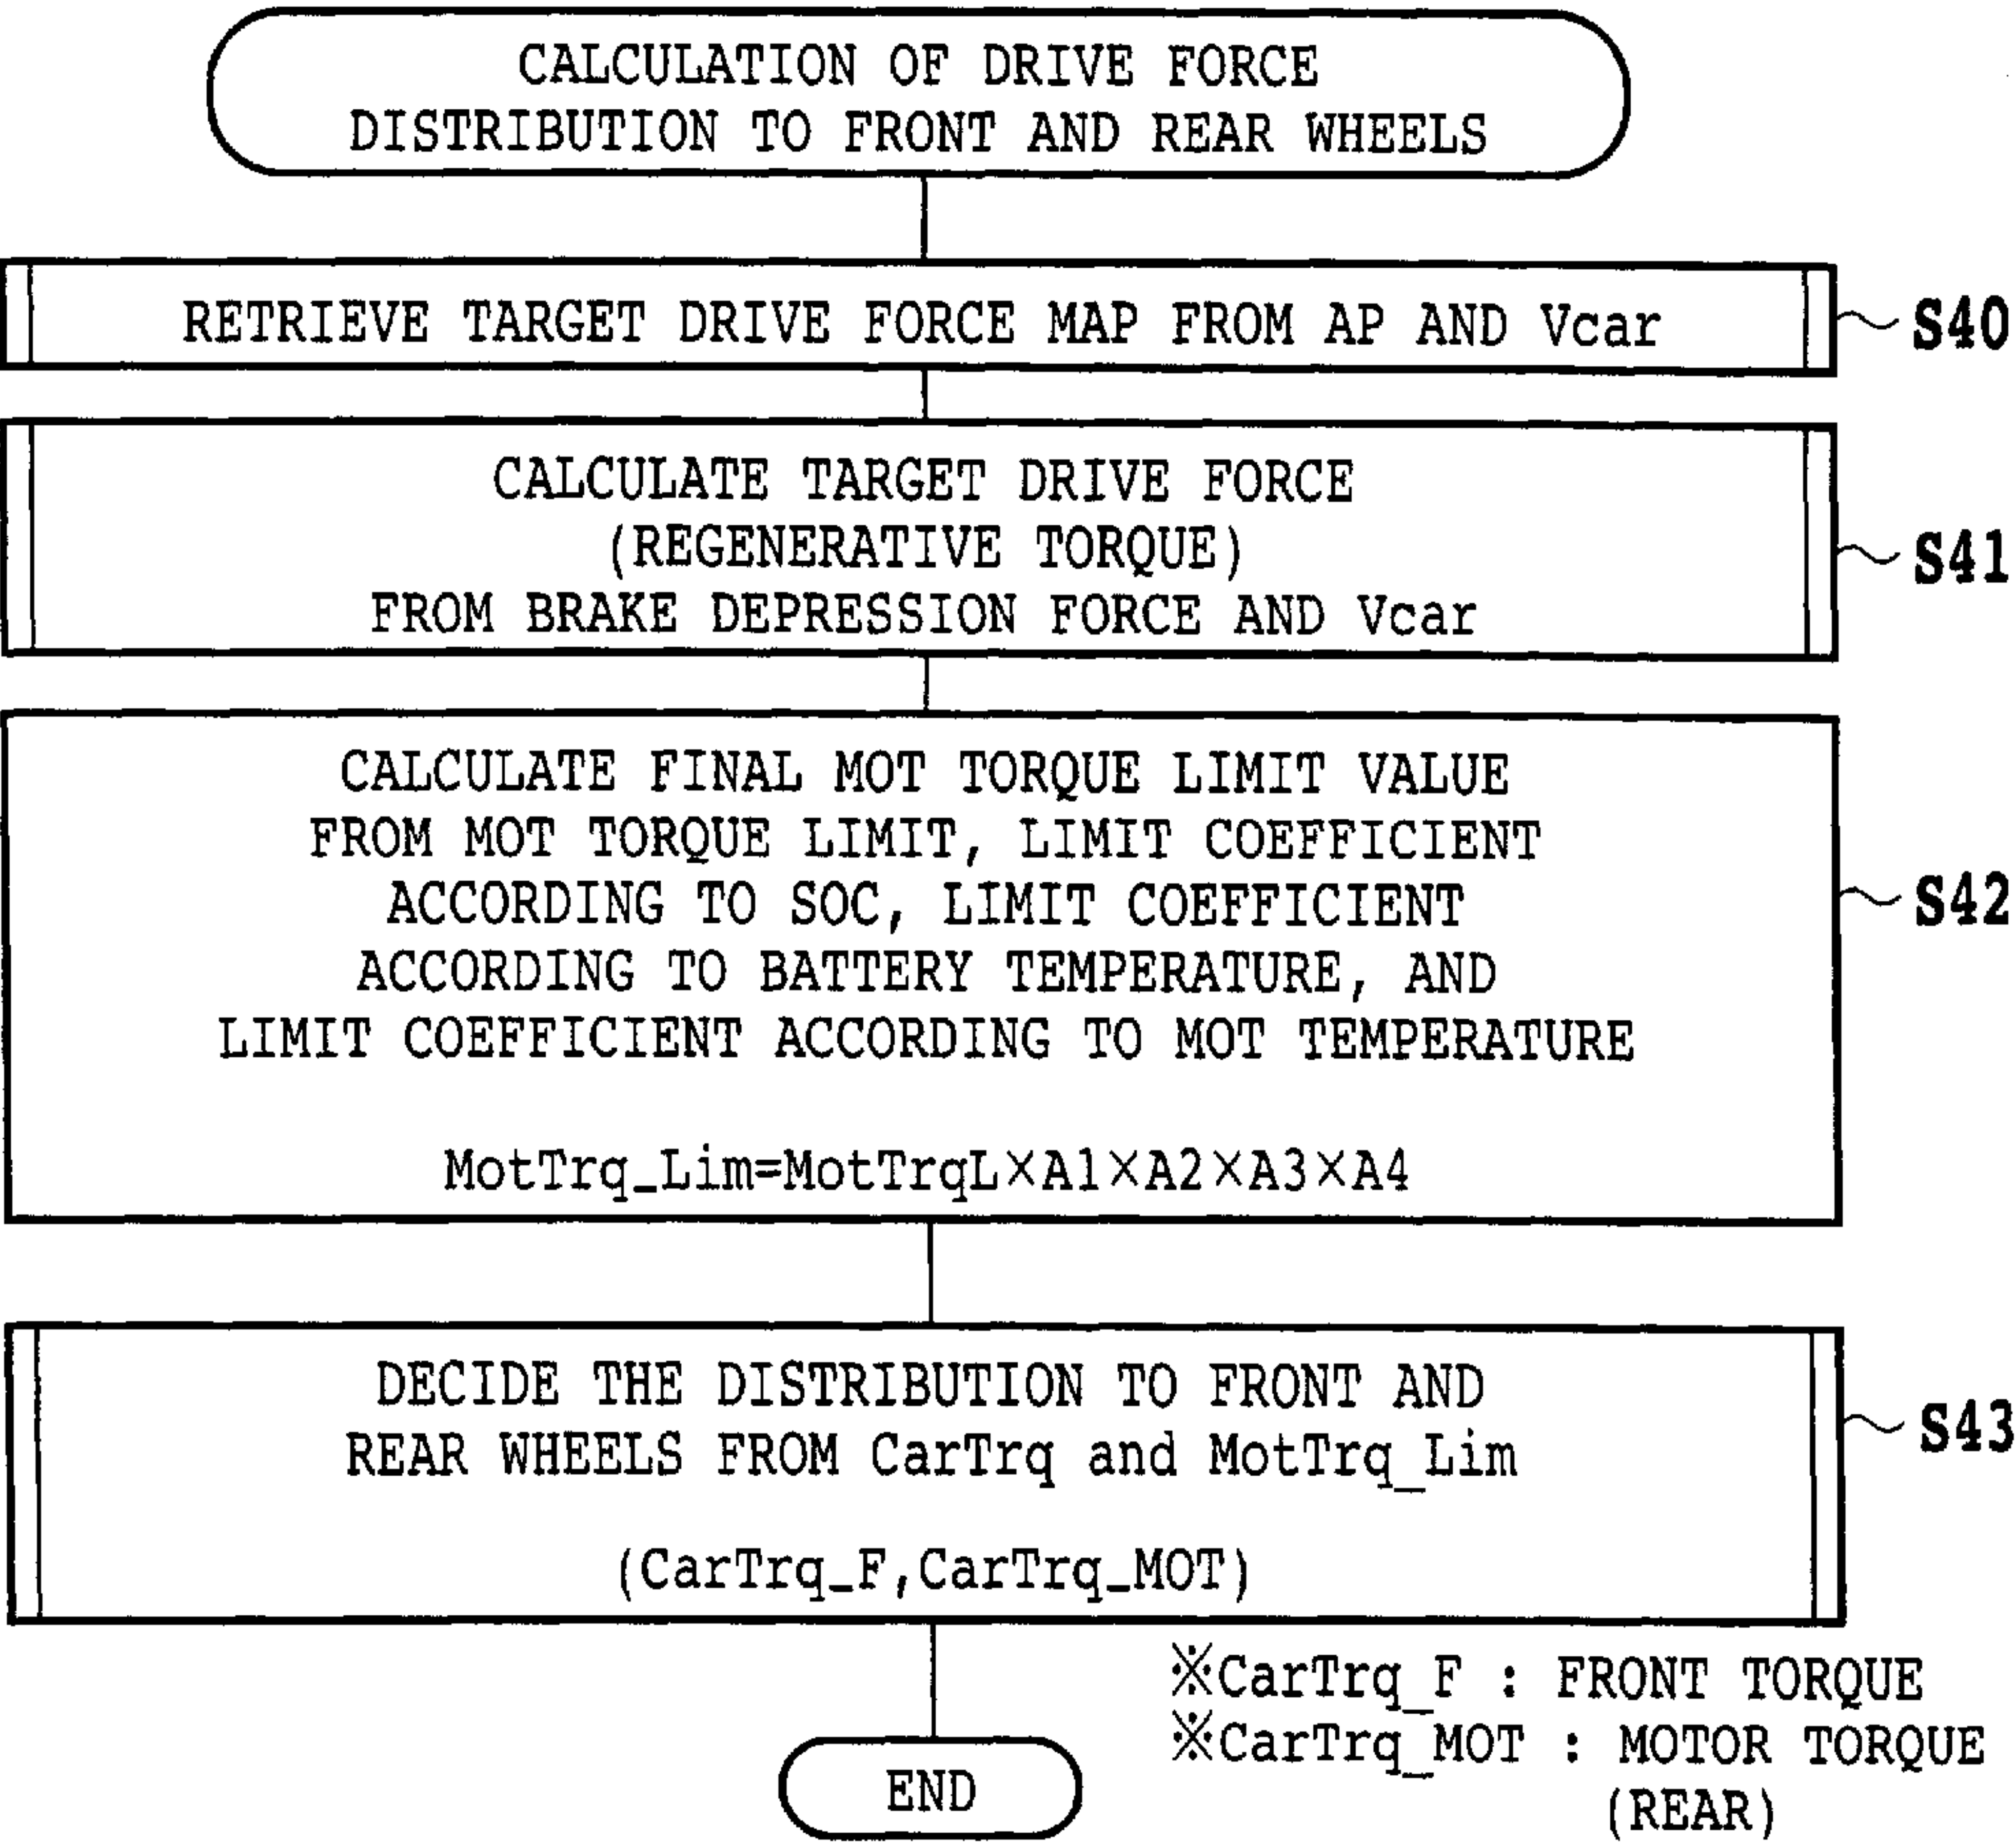 CALCULATION OF DRIVE FORCE
DISTRIBUTION TO FRONT AND REAR WHEELS
RETRIEVE TARGET DRIVE FORCE MAP FROM AP AND Vcar
S40
CALCULATE TARGET DRIVE FORCE
(REGENERATIVE TORQUE)
FROM BRAKE DEPRESSION FORCE AND Vcar
S41
CALCULATE FINAL MOT TORQUE LIMIT VALUE
FROM MOT TORQUE LIMIT, LIMIT COEFFICIENT
ACCORDING TO SOC, LIMIT COEFFICIENT
ACCORDING TO BATTERY TEMPERATURE, AND
LIMIT COEFFICIENT ACCORDING TO MOT TEMPERATURE
MotTrq_Lim=MotTrqL×A1×A2×A3×A4
S42
DECIDE THE DISTRIBUTION TO FRONT AND
REAR WHEELS FROM CarTrq and MotTrq_Lim
(CarTrq_F,CarTrq_MOT)
S43
※CarTrq_F : FRONT TORQUE
※CarTrq_MOT : MOTOR TORQUE
(REAR)
END